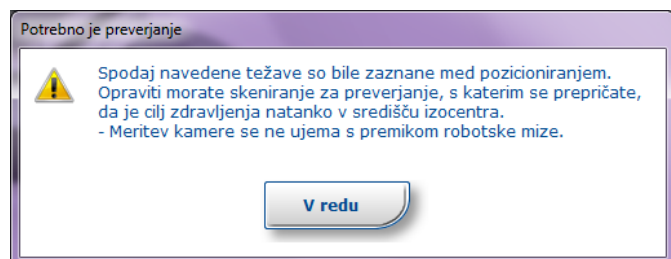 Potrebno je preverjanje
Spodaj navedene težave so bile zaznane med pozicioniranjem.
Opraviti morate skeniranje za preverjanje, s katerim se prepričate,
da je cilj zdravljenja natanko v središču izocentra.
- Meritev kamere se ne ujema s premikom robotske mize.
V redu